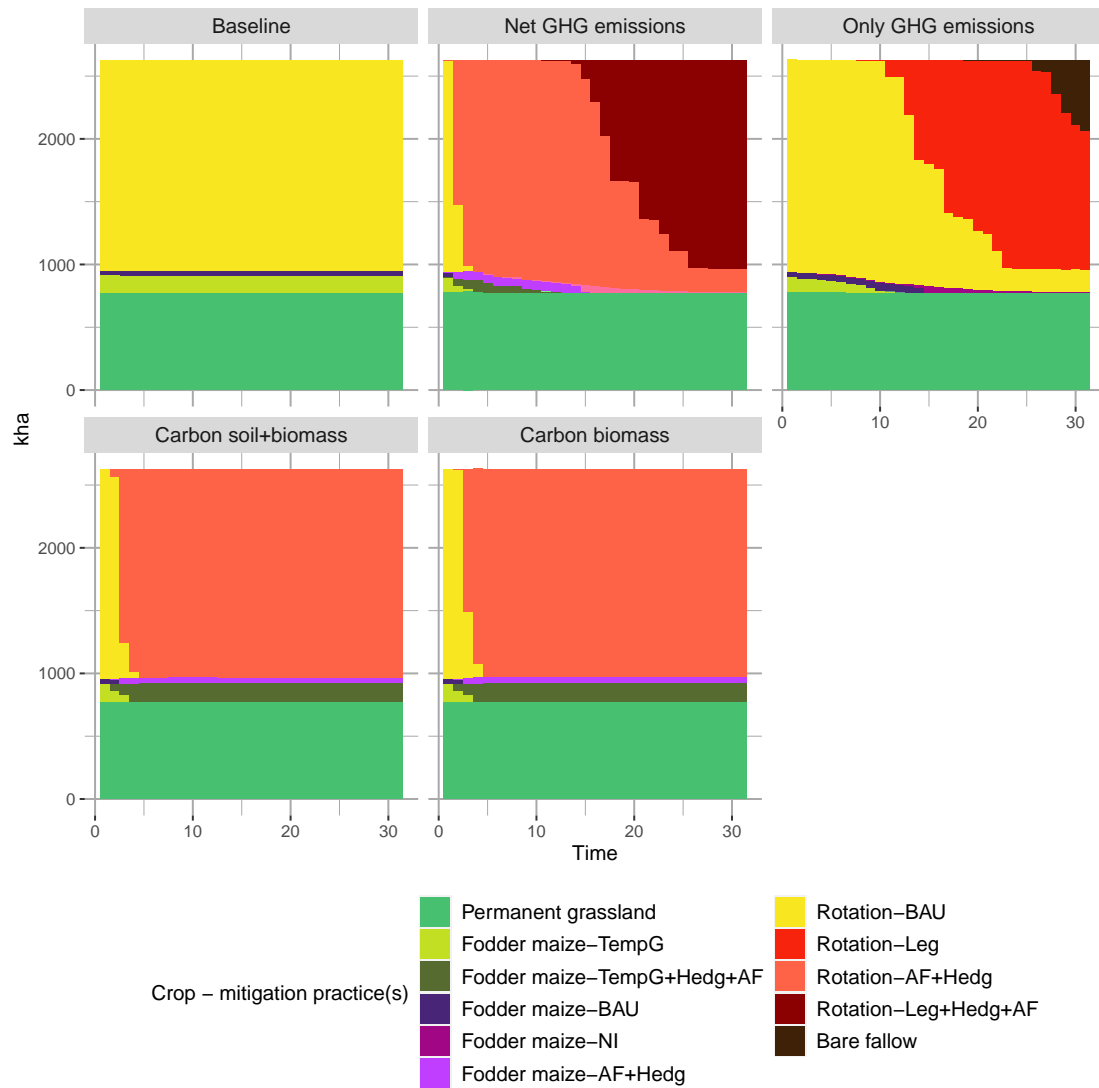 Baseline
Net GHG emissions
Only GHG emissions
2000
1000
0
0
10
20
30
kha
Carbon soil+biomass
Carbon biomass
2000
1000
0
0
10
20
30
0
10
20
30
Time
Crop − mitigation practice(s)
Permanent grassland
Fodder maize−TempG
Fodder maize−TempG+Hedg+AF
Fodder maize−BAU
Fodder maize−NI
Fodder maize−AF+Hedg
Rotation−BAU
Rotation−Leg
Rotation−AF+Hedg
Rotation−Leg+Hedg+AF
Bare fallow